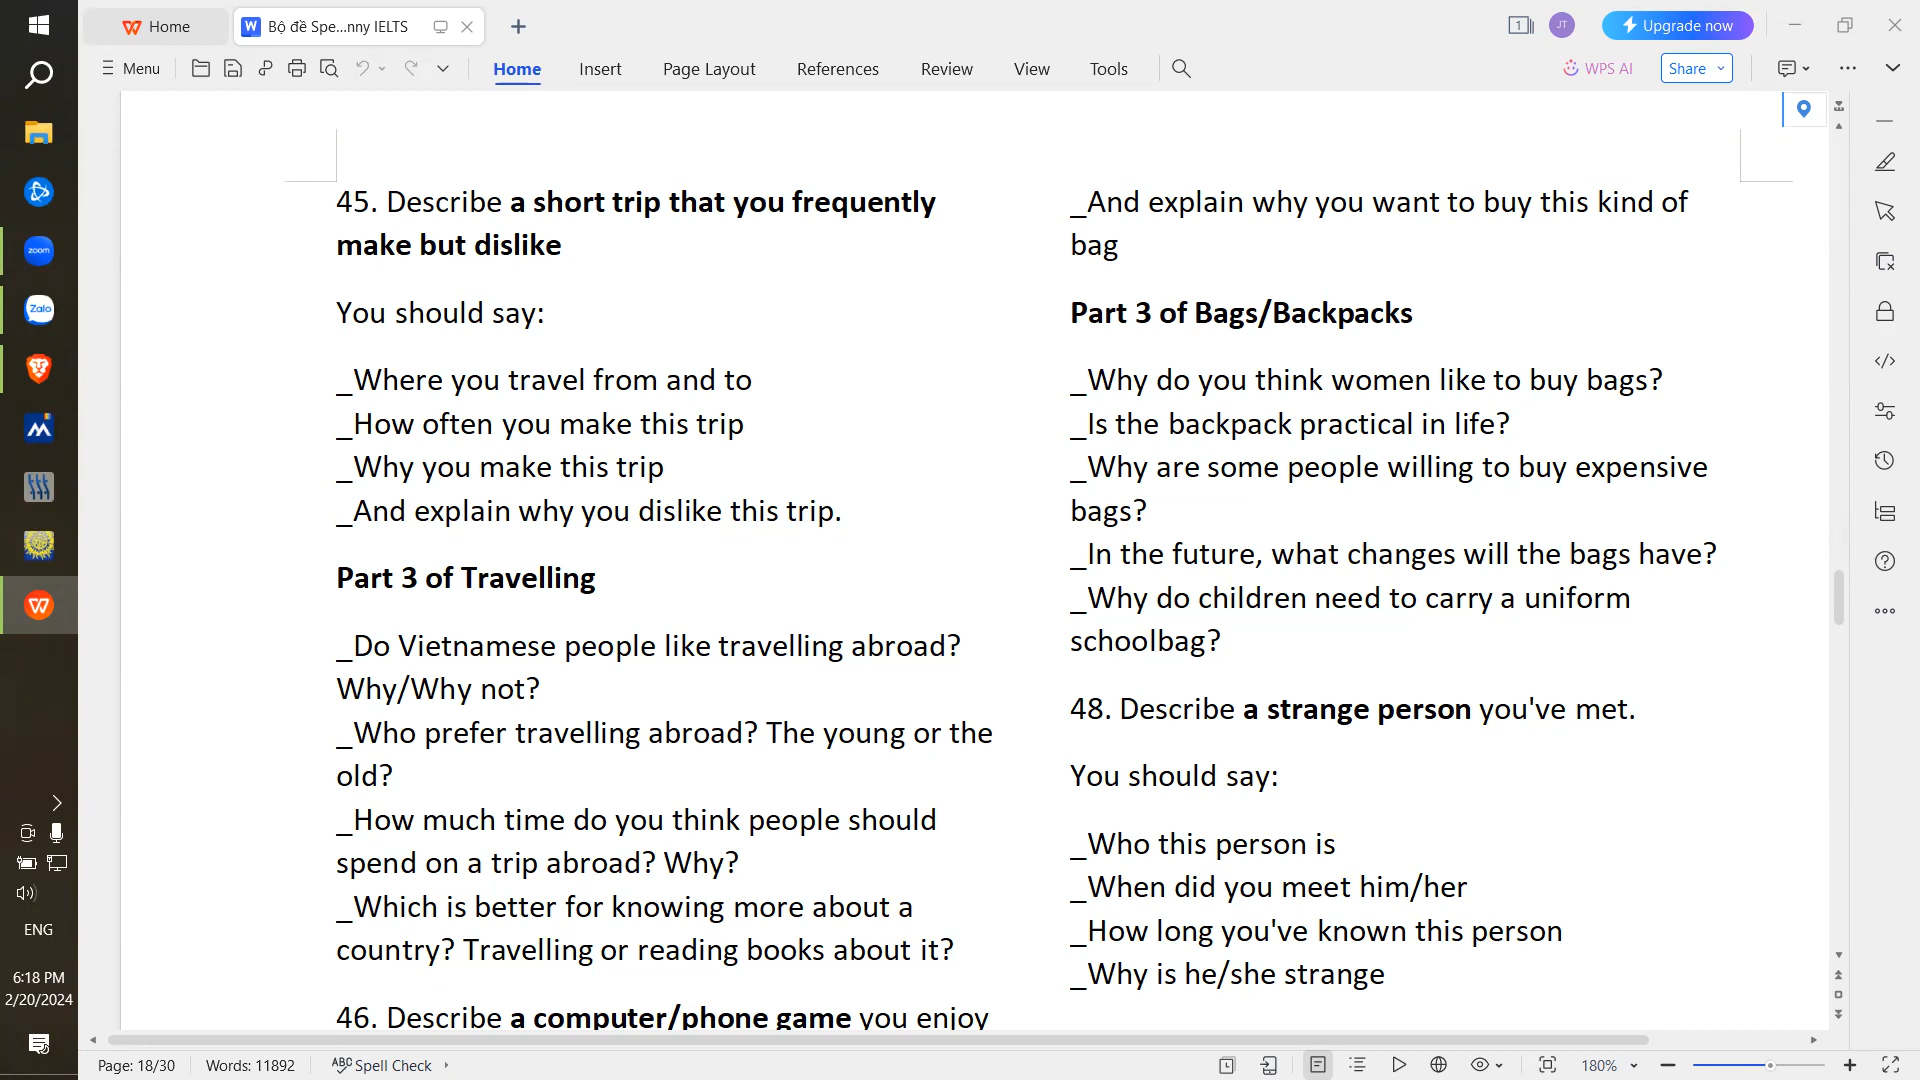 Home
Bộ đề Spe...nny IELTS
1
JT
Upgrade now
Menu
Home
Insert
Page Layout
References
Review
View
Tools
WPS AI
Share
45. Describe a short trip that you frequently
make but dislike
You should say:
_Where you travel from and to
_How often you make this trip
_Why you make this trip
_And explain why you dislike this trip.
Part 3 of Travelling
_Do Vietnamese people like travelling abroad?
Why/Why not?
_Who prefer travelling abroad? The young or the
old?
_How much time do you think people should
spend on a trip abroad? Why?
_Which is better for knowing more about a
country? Travelling or reading books about it?
46. Describe a computer/phone game you enjoy
_And explain why you want to buy this kind of
bag
Part 3 of Bags/Backpacks
_Why do you think women like to buy bags?
_Is the backpack practical in life?
_Why are some people willing to buy expensive
bags?
_In the future, what changes will the bags have?
_Why do children need to carry a uniform
schoolbag?
48. Describe a strange person you've met.
You should say:
_Who this person is
_When did you meet him/her
_How long you've known this person
_Why is he/she strange
zoom
Zalo
ENG
6:18 PM
2/20/2024
Page: 18/30
Words: 11892
ABC Spell Check
180%